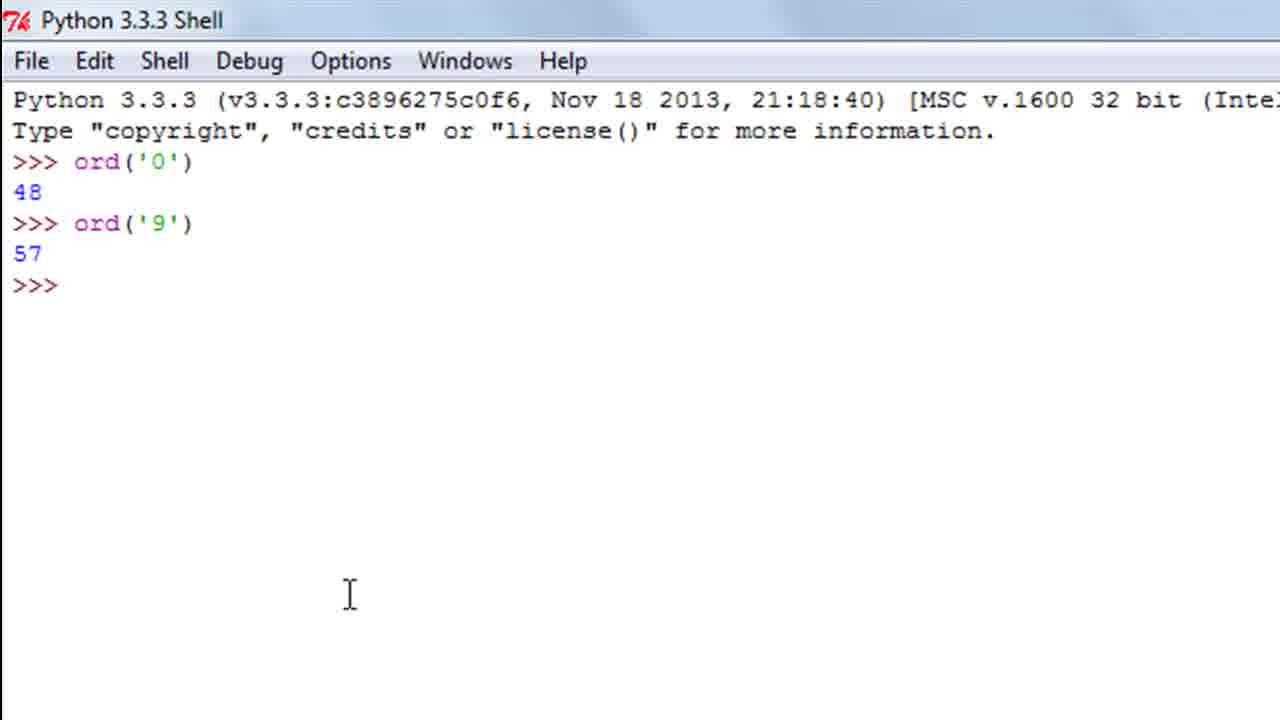 Python 3.3.3 Shell
File Edit Shell Debug Options Windows Help
Python 3.3.3 (v3.3.3:c3896275c0f6, Nov 18 2013, 21:18:40) [MSC v.1600 32 bit (Intel
Type "copyright", "credits" or "license()" for more information.
>>> ord('0')
48
>>> ord('9')
57
>>>